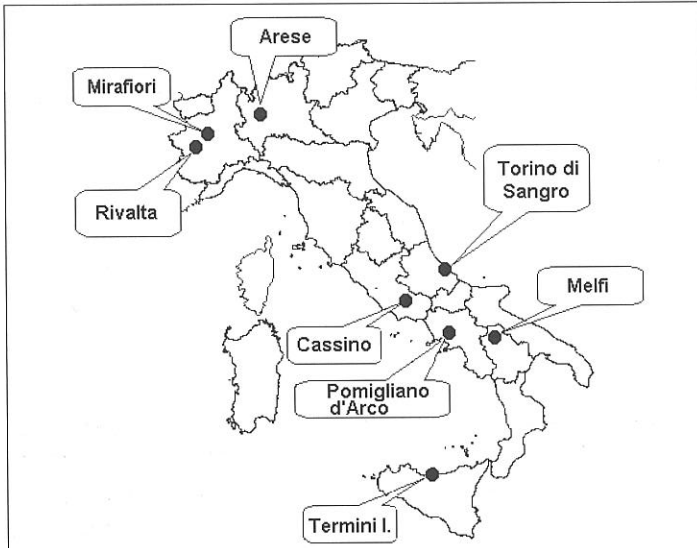 Arese
Mirafiori
Rivalta
Torino di
Sangro
Melfi
Cassino
Pomigliano
d'Arco
Termini I.